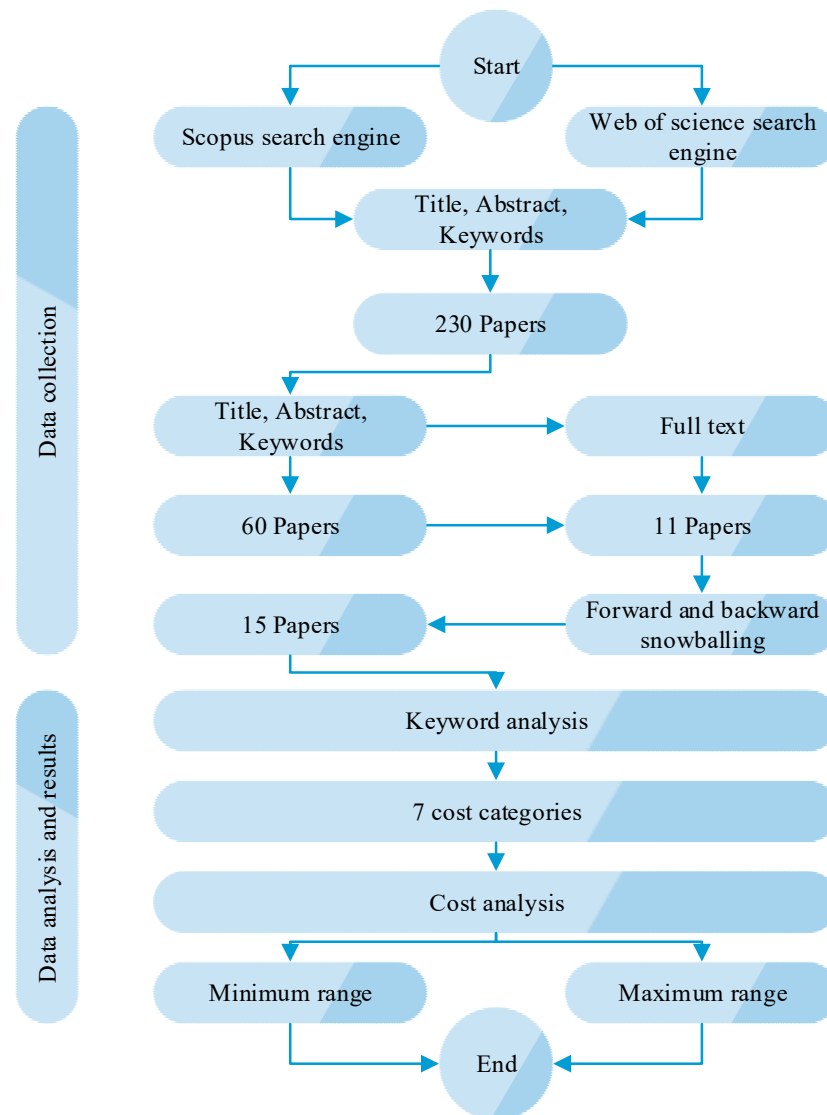 Start
Scopus search engine
Web of science search
engine
Title, Abstract,
Keywords
230 Papers
Data collection
Title, Abstract,
Keywords
Full text
60 Papers
11 Papers
15 Papers
Forward and backward
snowballing
Data analysis and results
Keyword analysis
7 cost categories
Cost analysis
Minimum range
Maximum range
End